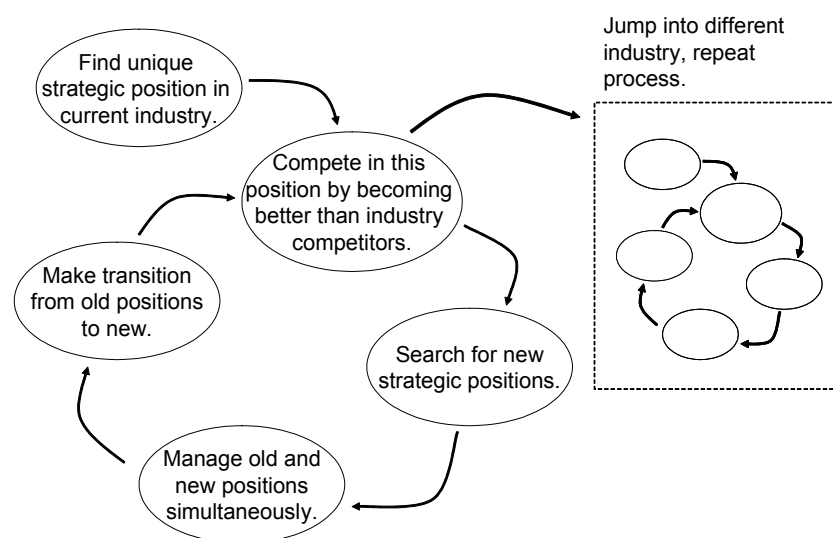 Find unique
strategic position in
current industry.
Compete in this
position by becoming
better than industry
competitors.
Search for new
strategic positions.
Manage old and
new positions
simultaneously.
Make transition
from old positions
to new.
Jump into different
industry, repeat
process.